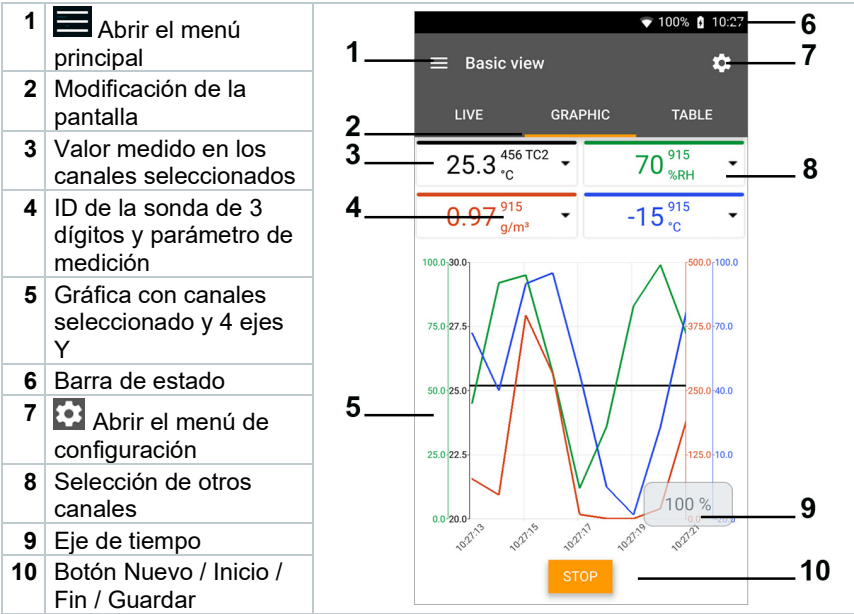 1 Abrir el menú
principal
2 Modificación de la
pantalla
3 Valor medido en los
canales seleccionados
4 ID de la sonda de 3
dígitos y parámetro de
medición
5 Gráfica con canales
seleccionado y 4 ejes
Y
6 Barra de estado
7 Abrir el menú de
configuración
8 Selección de otros
canales
9 Eje de tiempo
10 Botón Nuevo / Inicio /
Fin / Guardar
100% 10:27
6
1
Basic view
7
LIVE GRAPHIC TABLE
2
3
25.3 456 TC2 °C
70 915 %RH
8
4
0.97 915 g/m³
-15 915 °C
100.0 30.0 500.0 100.0
75.0 27.5 375.0 70.0
50.0 25.0 250.0 40.0
5
25.0 22.5 125.0 10.0
100 %
9
0.0 20.0 0.0
10:27:13 10:27:15 10:27:17 10:27:19 10:27:21
STOP
10